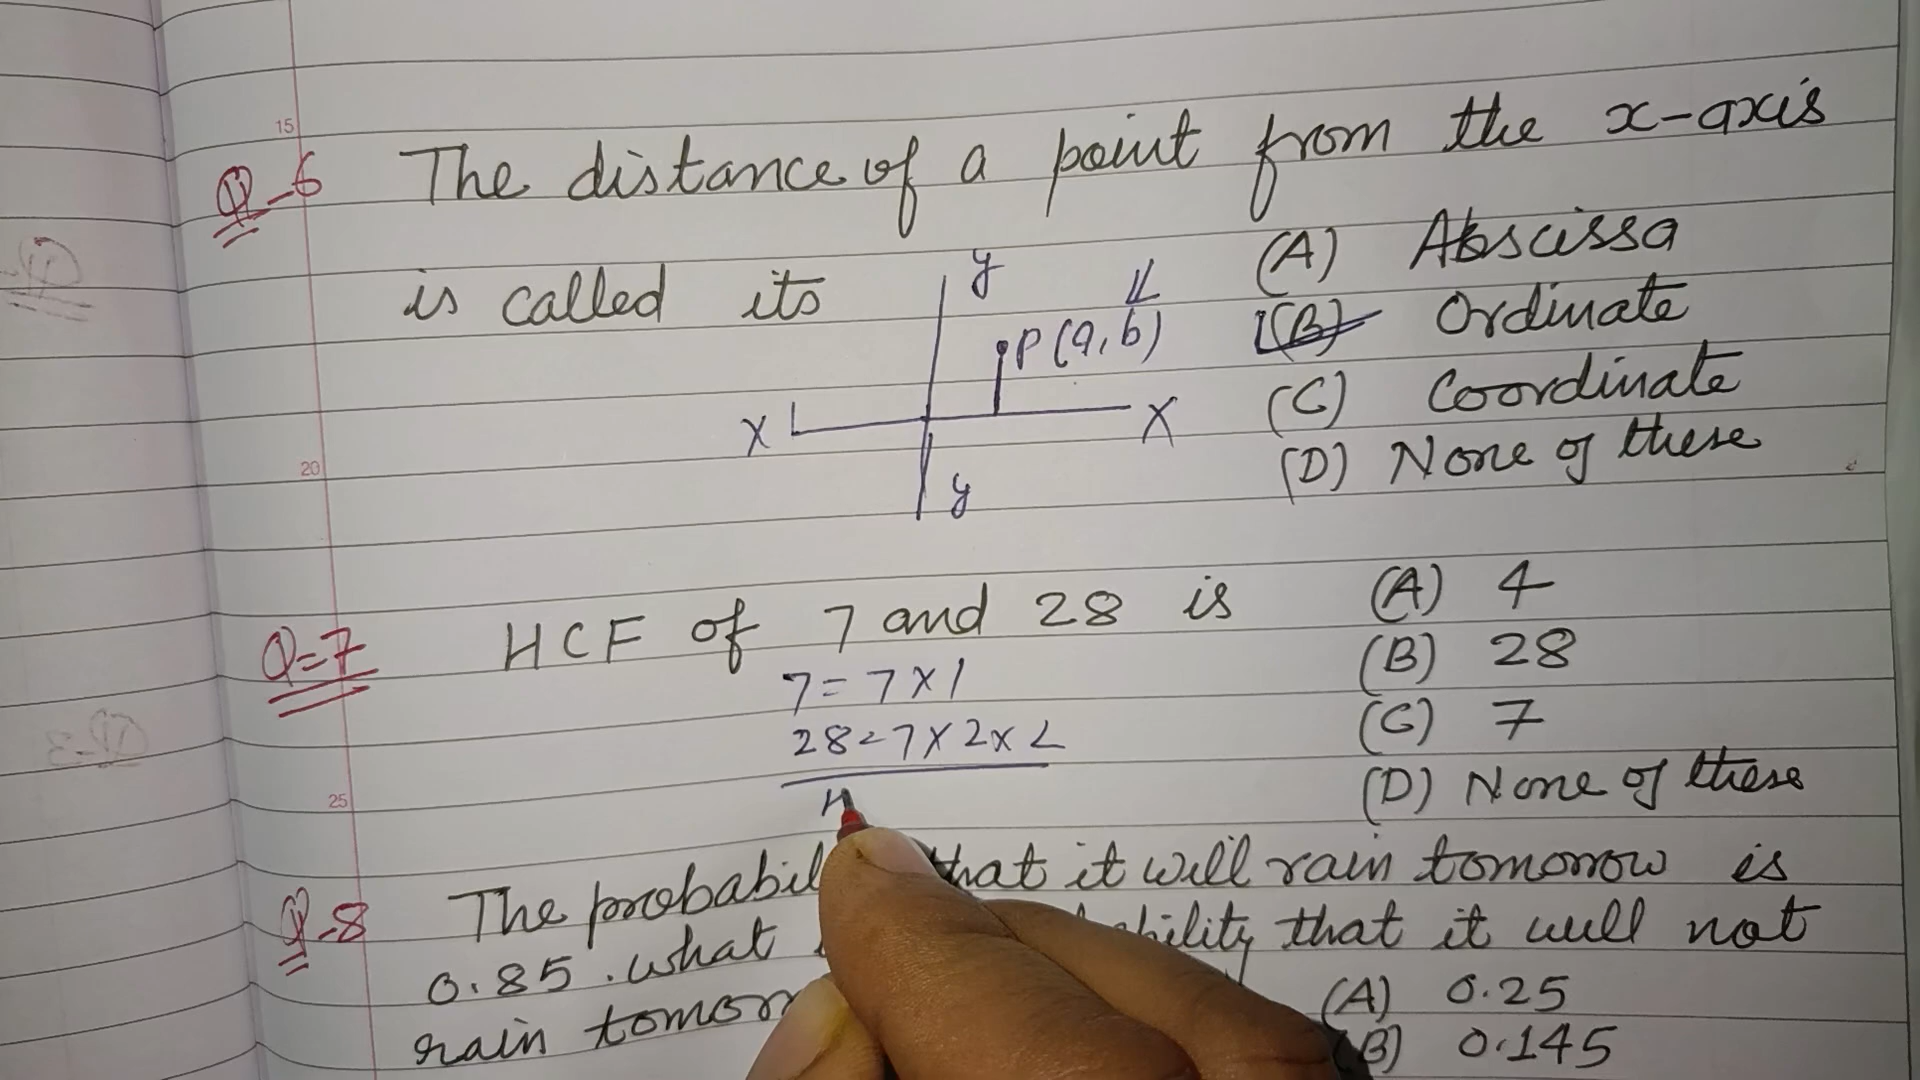 15
Q-6 The distance of a point from the x-axis
is called its
(A) Abscissa
(B) Ordinate
(C) Coordinate
(D) None of these
y
P(a,b)
X
X
y
20
Q=7 HCF of 7 and 28 is
(A) 4
(B) 28
(C) 7
(D) None of these
7=7×1
28=7×2×2
H
25
Q-8 The probabil that it will rain tomorrow is
0.85. what bility that it will not
rain tomorr
(A) 0.25
(B) 0.145